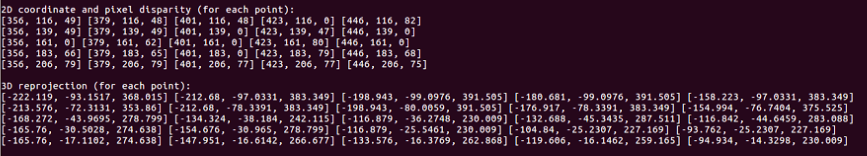 2D coordinate and pixel disparity (for each point):
[356, 116, 49] [379, 116, 48] [401, 116, 48] [423, 116, 0] [446, 116, 82]
[356, 139, 49] [379, 139, 49] [401, 139, 0] [423, 139, 47] [446, 139, 0]
[356, 161, 0] [379, 161, 62] [401, 161, 0] [423, 161, 80] [446, 161, 0]
[356, 183, 66] [379, 183, 65] [401, 183, 0] [423, 183, 79] [446, 183, 68]
[356, 206, 79] [379, 206, 79] [401, 206, 77] [423, 206, 77] [446, 206, 75]
3D reprojection (for each point):
[-222.119, -93.1517, 368.015] [-212.68, -97.0331, 383.349] [-198.943, -99.0976, 391.505] [-180.681, -99.0976, 391.505] [-158.223, -97.0331, 383.349]
[-213.576, -72.3131, 353.86] [-212.68, -78.3391, 383.349] [-198.943, -80.0059, 391.505] [-176.917, -78.3391, 383.349] [-154.994, -76.7404, 375.525]
[-168.272, -43.9695, 278.799] [-134.324, -38.184, 242.115] [-116.879, -36.2748, 230.009] [-132.688, -45.3435, 287.511] [-116.842, -44.6459, 283.088]
[-165.76, -30.5028, 274.638] [-154.676, -30.965, 278.799] [-116.879, -25.5461, 230.009] [-104.84, -25.2307, 227.169] [-93.762, -25.2307, 227.169]
[-165.76, -17.1102, 274.638] [-147.951, -16.6142, 266.677] [-133.576, -16.3769, 262.868] [-119.606, -16.1462, 259.165] [-94.934, -14.3298, 230.009]